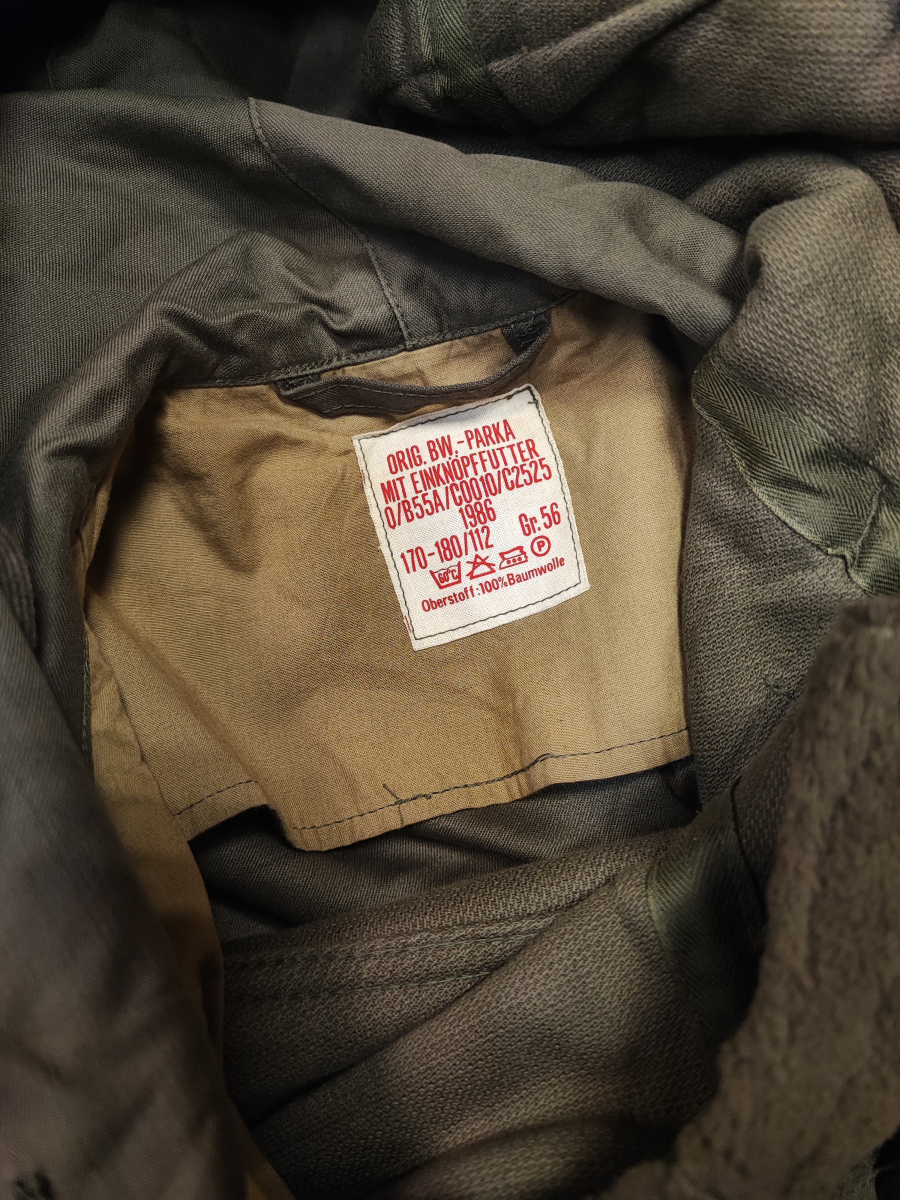 ORIG. BW.-PARKA
MIT EINKNÖPFFUTTER
0/B55A/C0010/C2525
1986
170-180/112 Gr. 56
60°C P
Oberstoff:100%Baumwolle